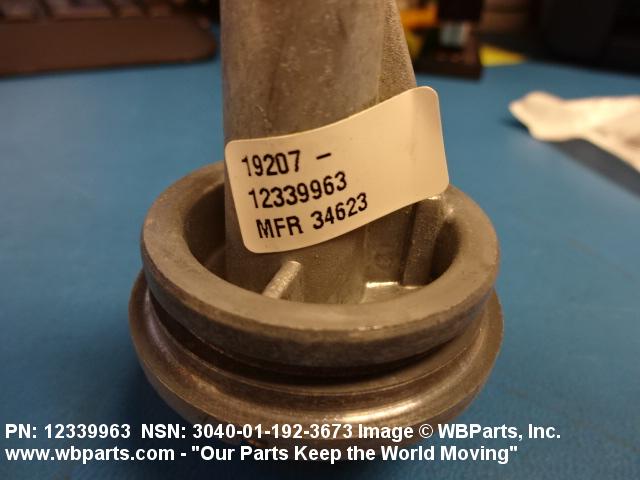 19207 -
12339963
MFR 34623
PN: 12339963 NSN: 3040-01-192-3673 Image © WBParts, Inc.
www.wbparts.com - "Our Parts Keep the World Moving"